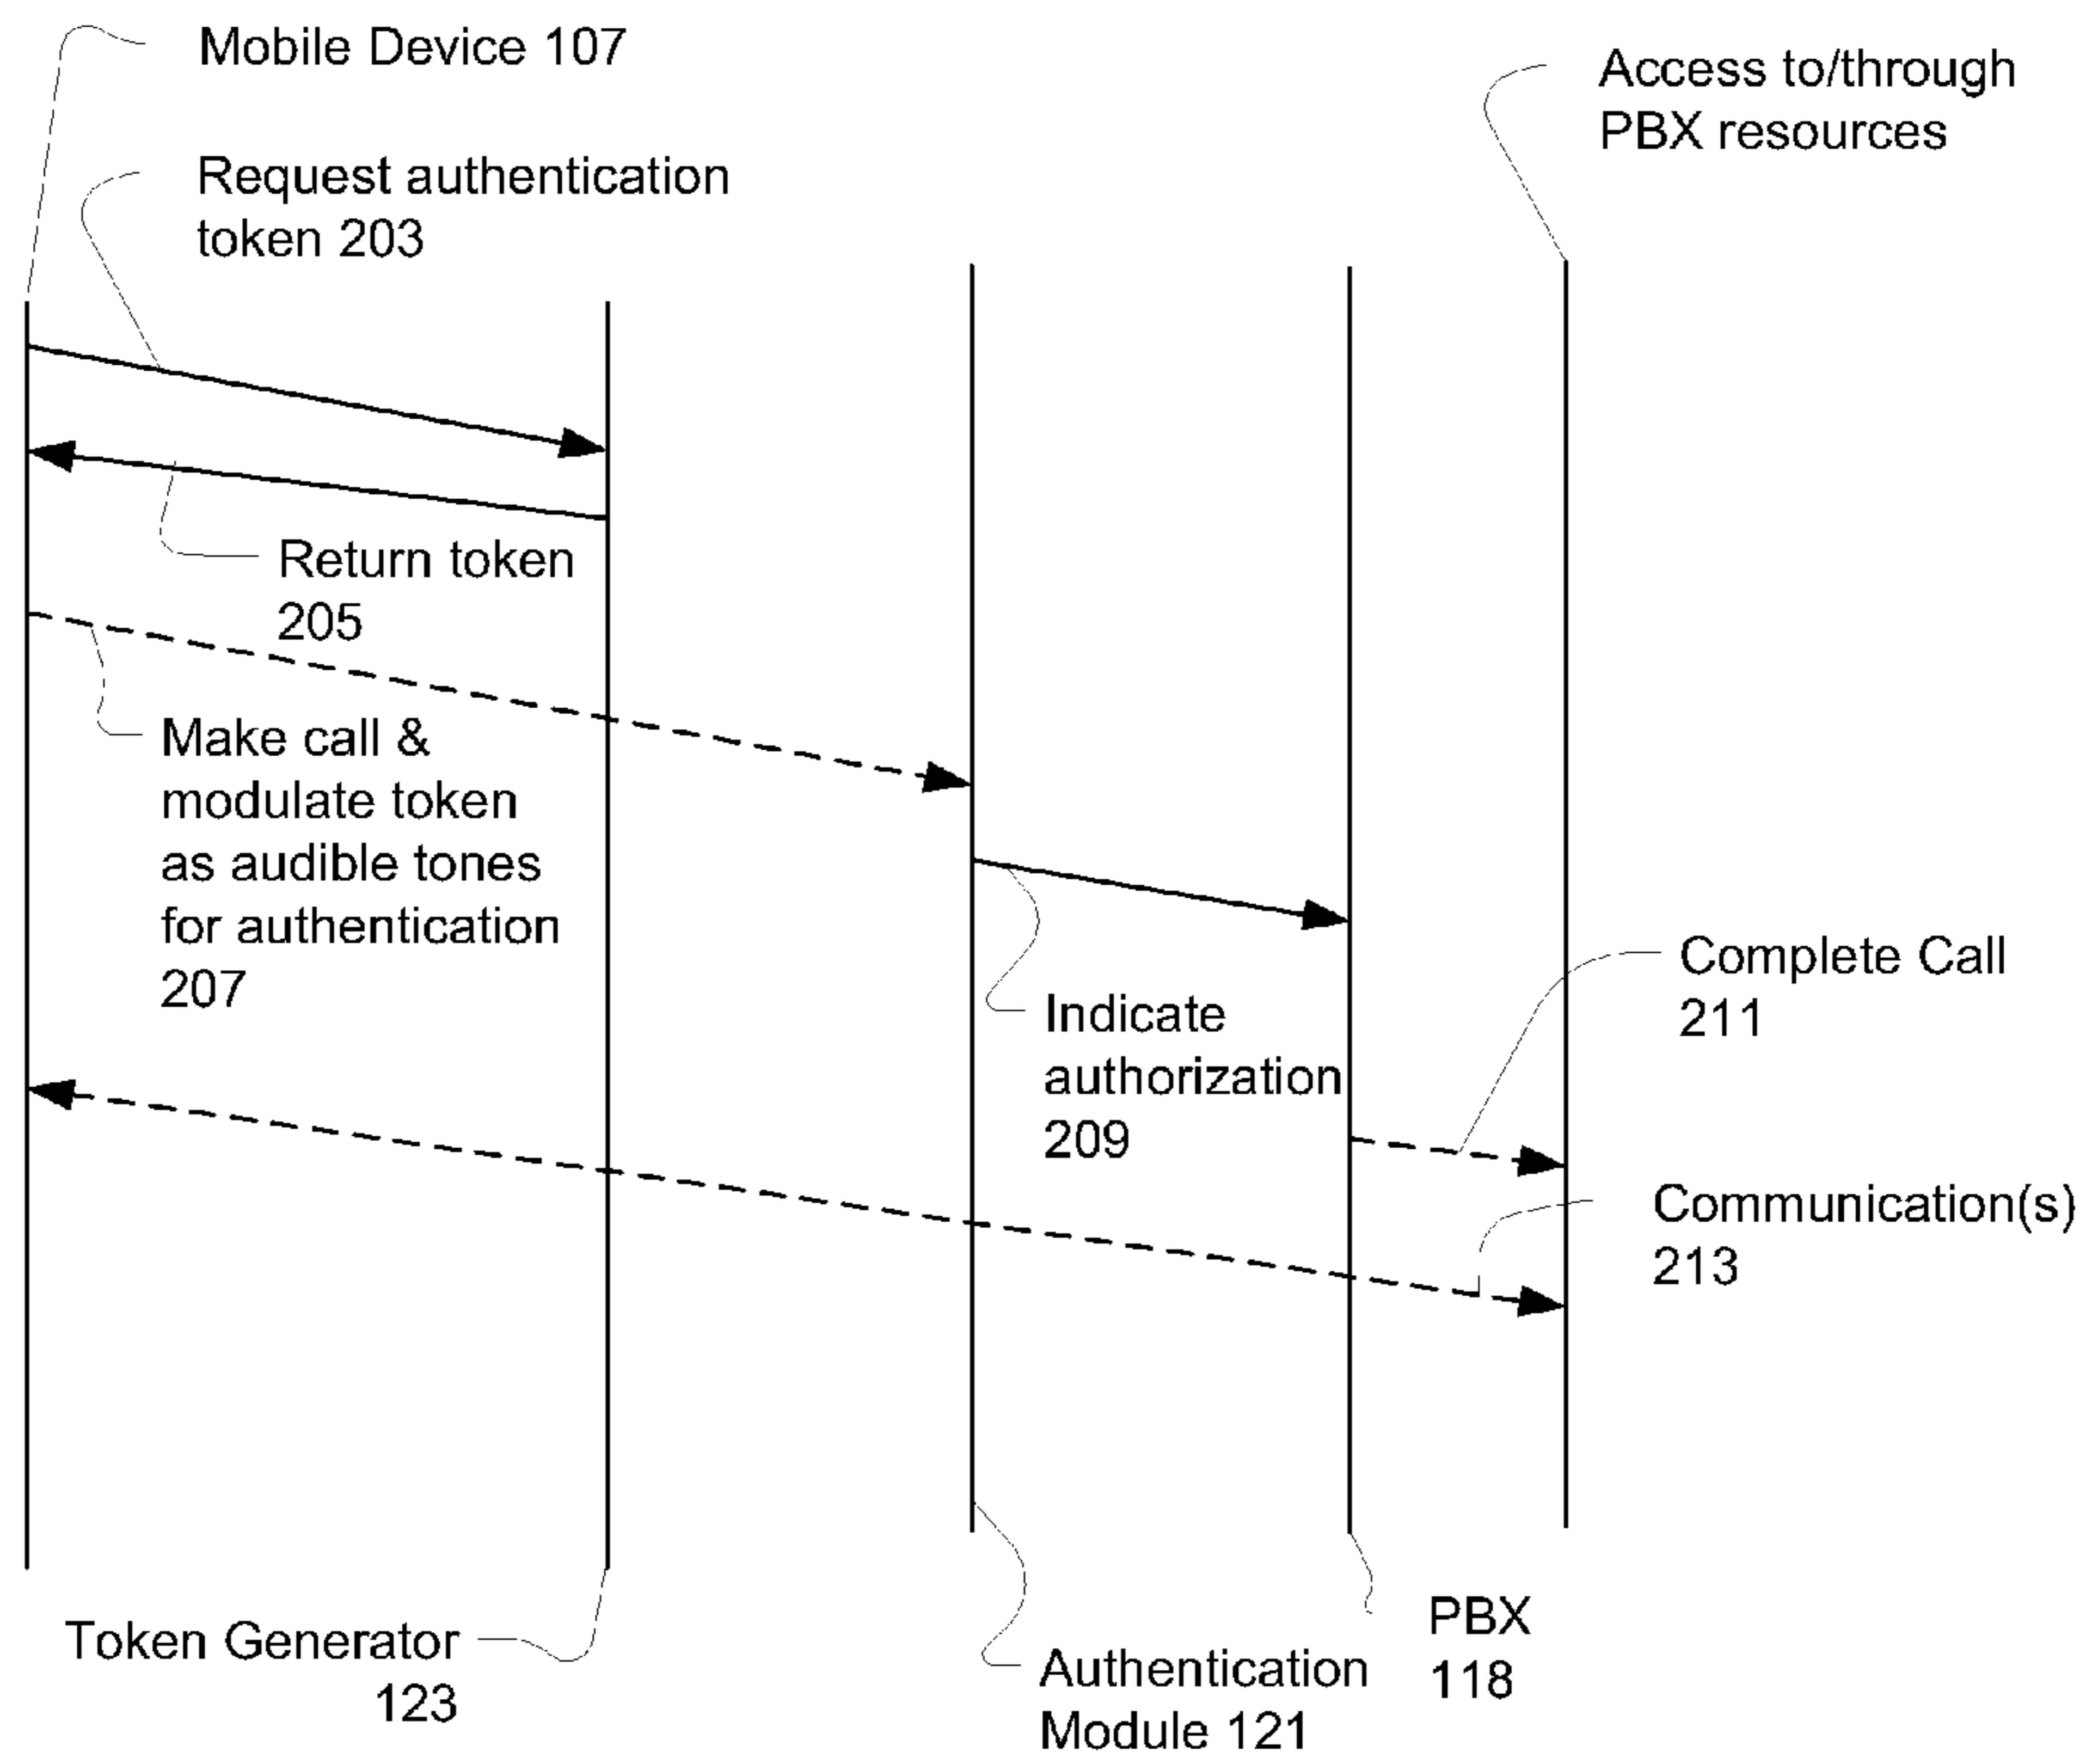 Mobile Device 107
Access to/through
PBX resources
Request authentication
token 203
Return token
205
Make call &
modulate token
as audible tones
for authentication
207
Indicate
authorization
209
Complete Call
211
Communication(s)
213
Token Generator
123
Authentication
Module 121
PBX
118